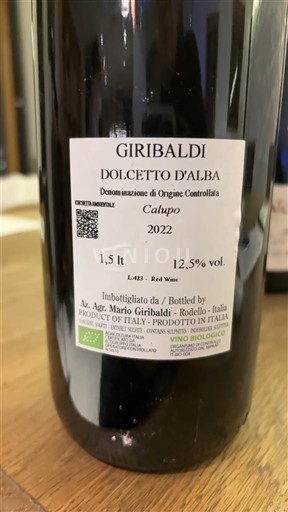 GIRIBALDI
DOLCETTO D'ALBA
Denominazione di Origine Controllata
ETICHETTA AMBIENTALE
Calupo
2022
VINIOU
1,5 lt 12,5% vol.
L.423 - Red Wine
Imbottigliato da / Bottled by
Az. Agr. Mario Giribaldi - Rodello - Italia
PRODUCT OF ITALY - PRODOTTO IN ITALIA
VINO BIOLOGICO